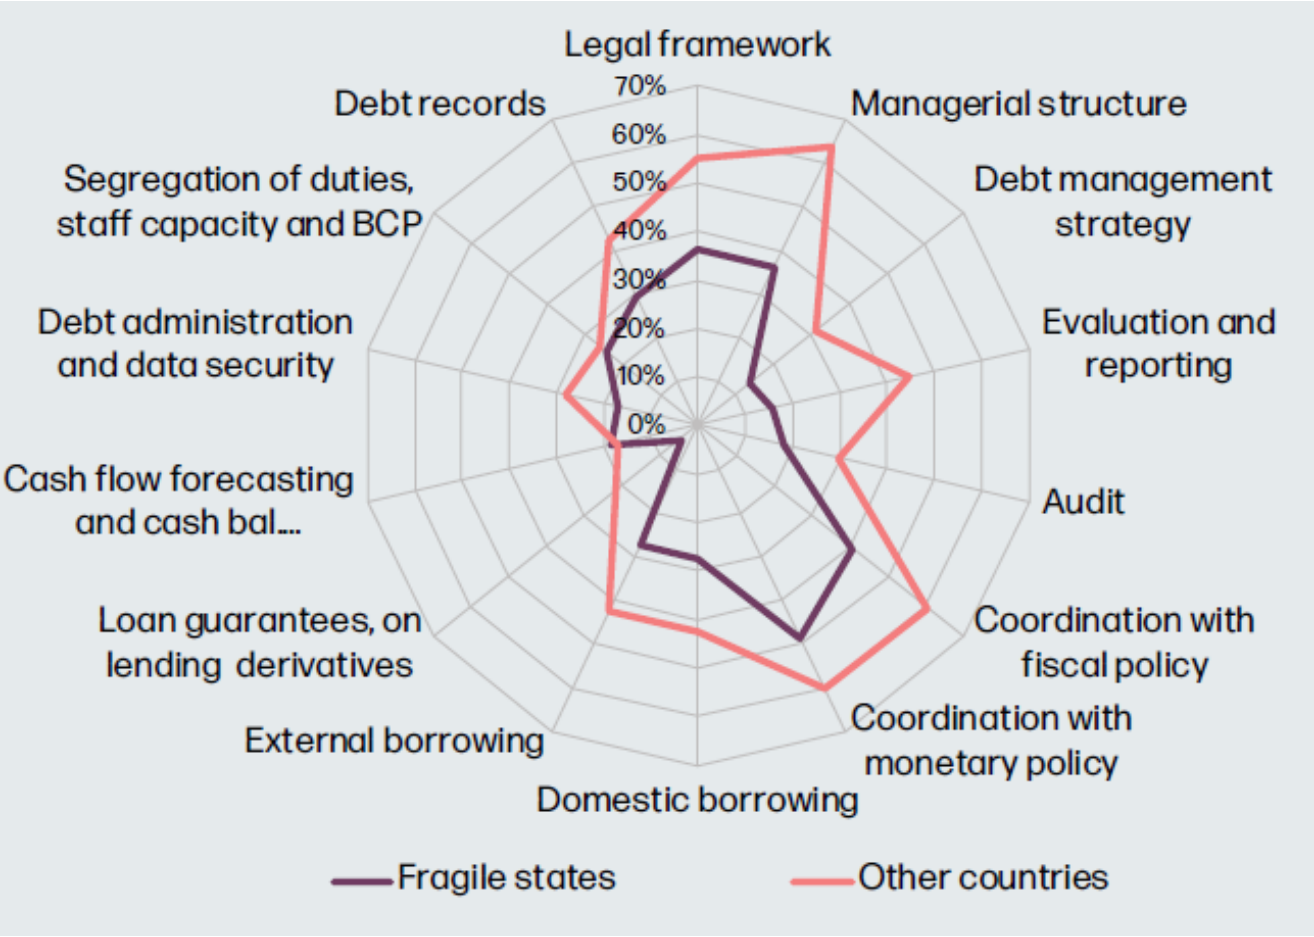 Legal framework
70%
Debt records
Managerial structure
60%
Segregation of duties,
staff capacity and BCP
50%
Debt management
strategy
40%
30%
Debt administration
and data security
20%
Evaluation and
reporting
10%
0%
Cash flow forecasting
and cash bal....
Audit
Loan guarantees, on
lending derivatives
Coordination with
fiscal policy
External borrowing
Coordination with
monetary policy
Domestic borrowing
Fragile states
Other countries